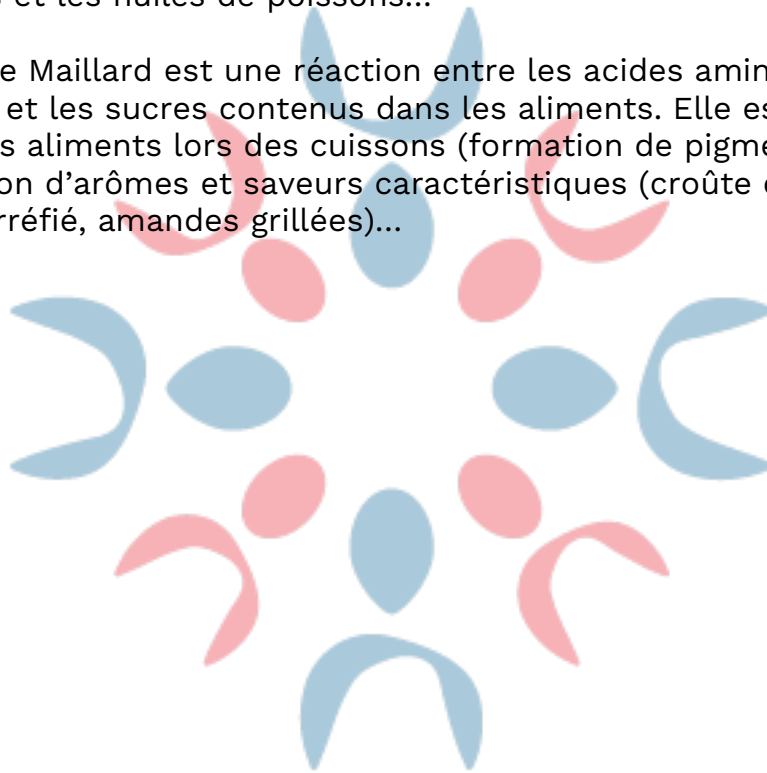 et les huiles de poissons...
e Maillard est une réaction entre les acides amin
et les sucres contenus dans les aliments. Elle es
s aliments lors des cuissons (formation de pigme
on d’arômes et saveurs caractéristiques (croûte
rréfié, amandes grillées)...